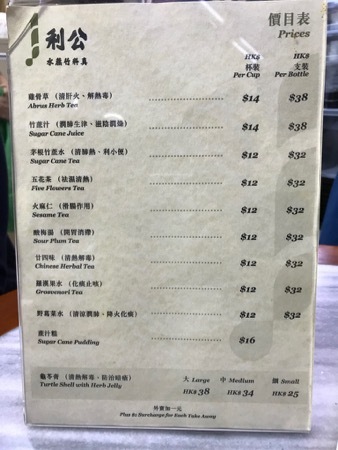 利公
水蔗竹料真
價目表
Prices
HK$ HK$
杯裝 支裝
Per Cup Per Bottle
雞骨草（清肝火、解熱毒）
Abrus Herb Tea $14 $38
竹蔗汁（潤肺生津、滋陰潤燥）
Sugar Cane Juice $14 $38
茅根竹蔗水（清肺熱、利小便）
Sugar Cane Tea $12 $32
五花茶（祛濕清熱）
Five Flowers Tea $12 $32
火麻仁（滑腸作用）
Sesame Tea $12 $32
酸梅湯（開胃消滯）
Sour Plum Tea $12 $32
廿四味（清熱解毒）
Chinese Herbal Tea $12 $32
羅漢果水（化痰止咳）
Grosvenori Tea $12 $32
野葛菜水（清涼潤肺、降火化痰） $12 $32
蔗汁糕
Sugar Cane Pudding $16
龜苓膏（清熱解毒、防治暗瘡）
Turtle Shell with Herb Jelly
大 Large 中 Medium 細 Small
HK$ 38 HK$ 34 HK$ 25
外賣加一元
Plus $1 Surcharge for Each Take Away